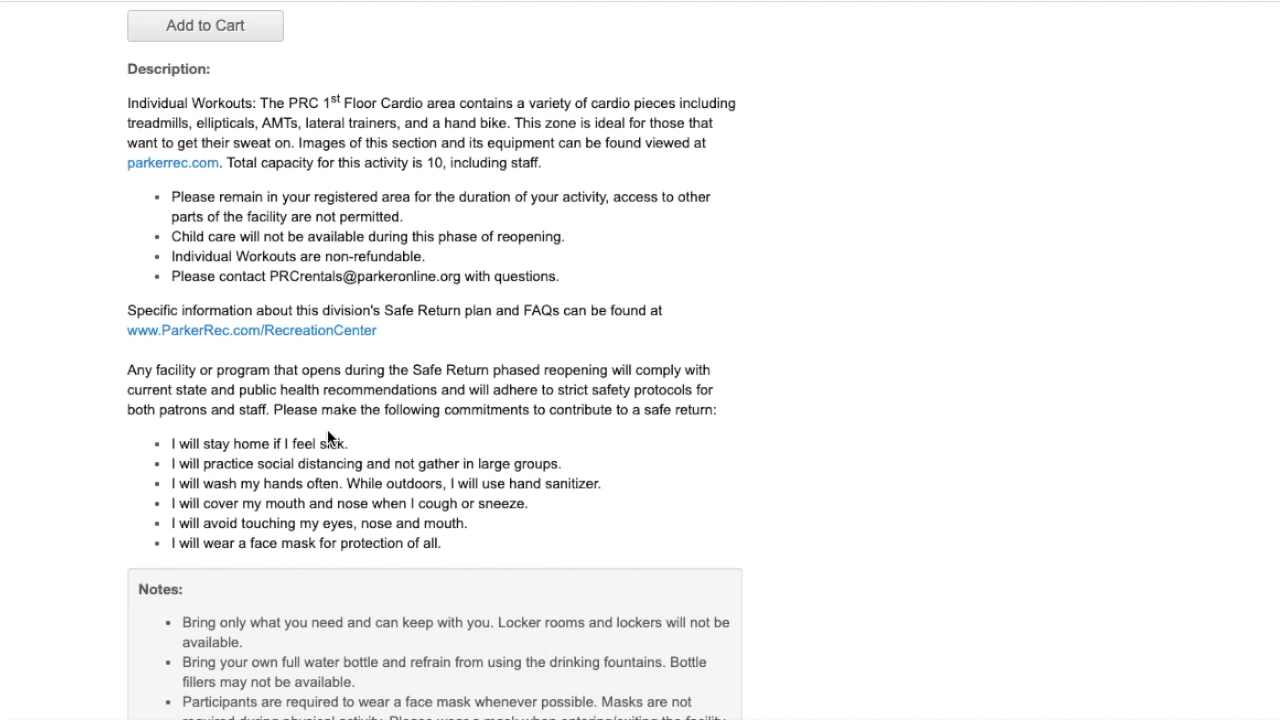 Add to Cart
Description:
Individual Workouts: The PRC 1st Floor Cardio area contains a variety of cardio pieces including
treadmills, ellipticals, AMTs, lateral trainers, and a hand bike. This zone is ideal for those that
want to get their sweat on. Images of this section and its equipment can be found viewed at
parkerrec.com. Total capacity for this activity is 10, including staff.
• Please remain in your registered area for the duration of your activity, access to other
parts of the facility are not permitted.
• Child care will not be available during this phase of reopening.
• Individual Workouts are non-refundable.
• Please contact PRCrentals@parkeronline.org with questions.
Specific information about this division's Safe Return plan and FAQs can be found at
www.ParkerRec.com/RecreationCenter
Any facility or program that opens during the Safe Return phased reopening will comply with
current state and public health recommendations and will adhere to strict safety protocols for
both patrons and staff. Please make the following commitments to contribute to a safe return:
• I will stay home if I feel sick.
• I will practice social distancing and not gather in large groups.
• I will wash my hands often. While outdoors, I will use hand sanitizer.
• I will cover my mouth and nose when I cough or sneeze.
• I will avoid touching my eyes, nose and mouth.
• I will wear a face mask for protection of all.
Notes:
• Bring only what you need and can keep with you. Locker rooms and lockers will not be
available.
• Bring your own full water bottle and refrain from using the drinking fountains. Bottle
fillers may not be available.
• Participants are required to wear a face mask whenever possible. Masks are not
required during physical activity. Please wear a mask when entering/exiting the facility